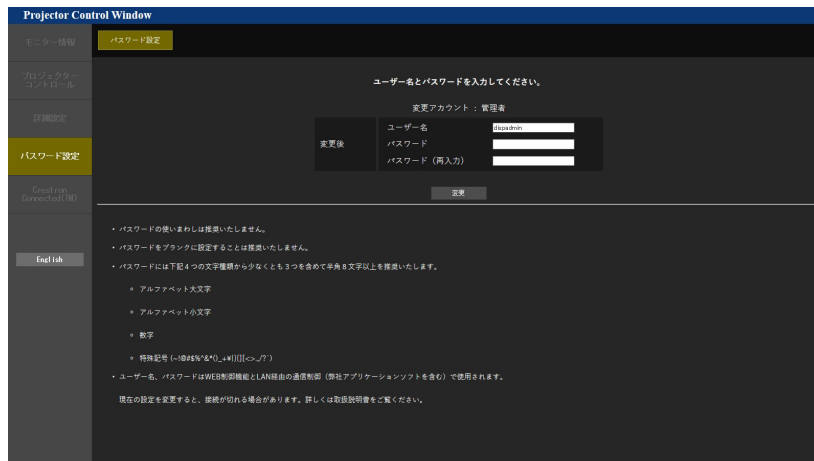 Projector Control Window
モニター情報
パスワード設定
プロジェクター
コントロール
詳細設定
パスワード設定
Crestron
Connected(TM)
English
ユーザー名とパスワードを入力してください。
変更アカウント : 管理者
変更後
ユーザー名 dispadmin
パスワード
パスワード (再入力)
変更
・ パスワードの使いまわしは推奨いたしません。
・ パスワードをブランクに設定することは推奨いたしません。
・ パスワードには下記4つの文字種類から少なくとも3つを含めて半角8文字以上を推奨いたします。
◦ アルファベット大文字
◦ アルファベット小文字
◦ 数字
◦ 特殊記号 (~!@#$%^&*()_+¥|}{][<>.,/?`)
・ ユーザー名、パスワードはWEB制御機能とLAN経由の通信制御（弊社アプリケーションソフトを含む）で使用されます。
現在の設定を変更すると、接続が切れる場合があります。詳しくは取扱説明書をご覧ください。